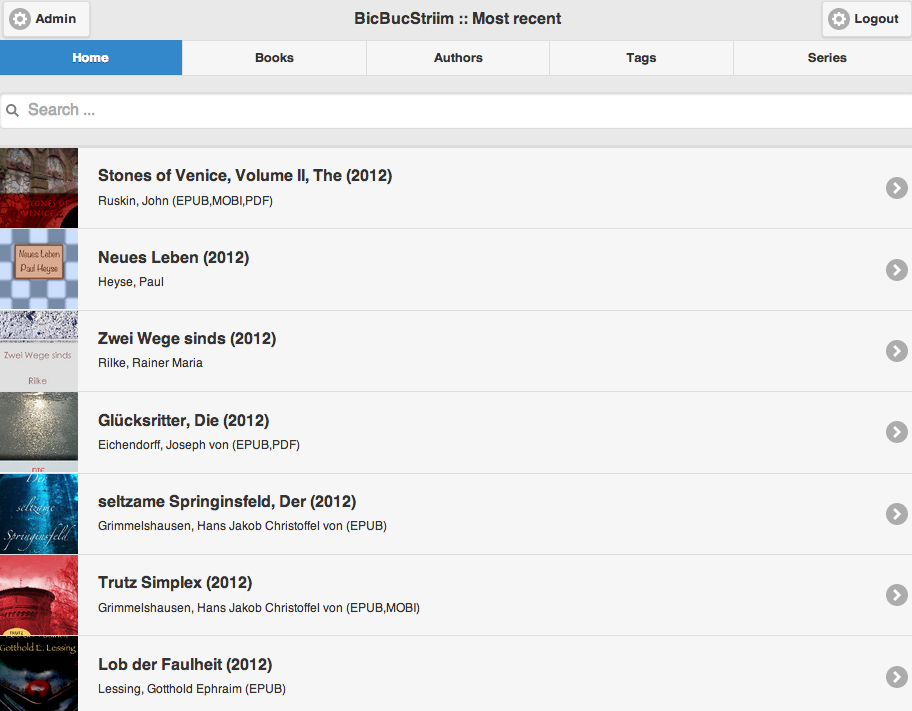 Admin
BicBucStriim :: Most recent
Logout
Home
Books
Authors
Tags
Series
Search ...
STONES OF
VENICE
Stones of Venice, Volume II, The (2012)
Ruskin, John (EPUB,MOBI,PDF)
Neues Leben
Paul Heyse
Neues Leben (2012)
Heyse, Paul
Zwei Wege sinds
Rilke
Zwei Wege sinds (2012)
Rilke, Rainer Maria
DIE
Glücksritter, Die (2012)
Eichendorff, Joseph von (EPUB,PDF)
Der
seltzame
Springinsfeld
seltzame Springinsfeld, Der (2012)
Grimmelshausen, Hans Jakob Christoffel von (EPUB)
TRUTZ
Trutz Simplex (2012)
Grimmelshausen, Hans Jakob Christoffel von (EPUB,MOBI)
Gotthold E. Lessing
Lob der Faulheit (2012)
Lessing, Gotthold Ephraim (EPUB)